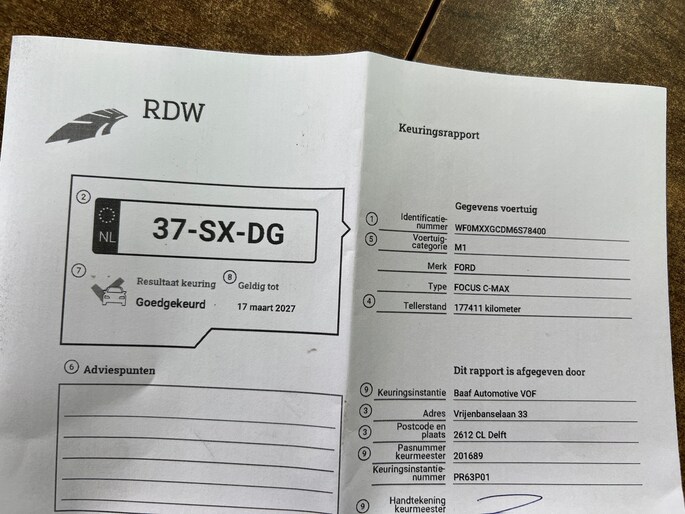 RDW
Keuringsrapport
2
NL
37-SX-DG
7
Resultaat keuring
Goedgekeurd
8
Geldig tot
17 maart 2027
6 Adviespunten
Gegevens voertuig
1 Identificatie-
nummer WF0MXXGCDM6S78400
5 Voertuig-
categorie M1
Merk FORD
Type FOCUS C-MAX
4 Tellerstand 177411 kilometer
Dit rapport is afgegeven door
9 Keuringsinstantie Baaf Automotive VOF
3 Adres Vrijenbanselaan 33
3 Postcode en
plaats 2612 CL Delft
9 Pasnummer
keurmeester 201689
Keuringsinstantie-
nummer PR63P01
9 Handtekening
keurmeester